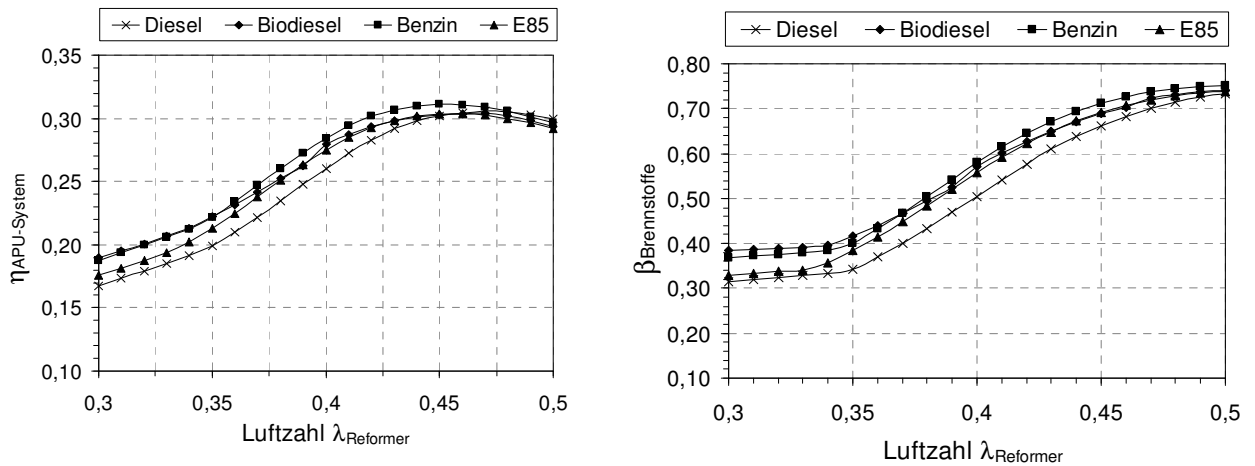 Diesel Biodiesel Benzin E85
0,35
0,30
0,25
0,20
0,15
0,10
ηAPU-System
0,3 0,35 0,4 0,45 0,5
Luftzahl λReformer
Diesel Biodiesel Benzin E85
0,80
0,70
0,60
0,50
0,40
0,30
0,20
0,10
βBrennstoffe
0,3 0,35 0,4 0,45 0,5
Luftzahl λReformer